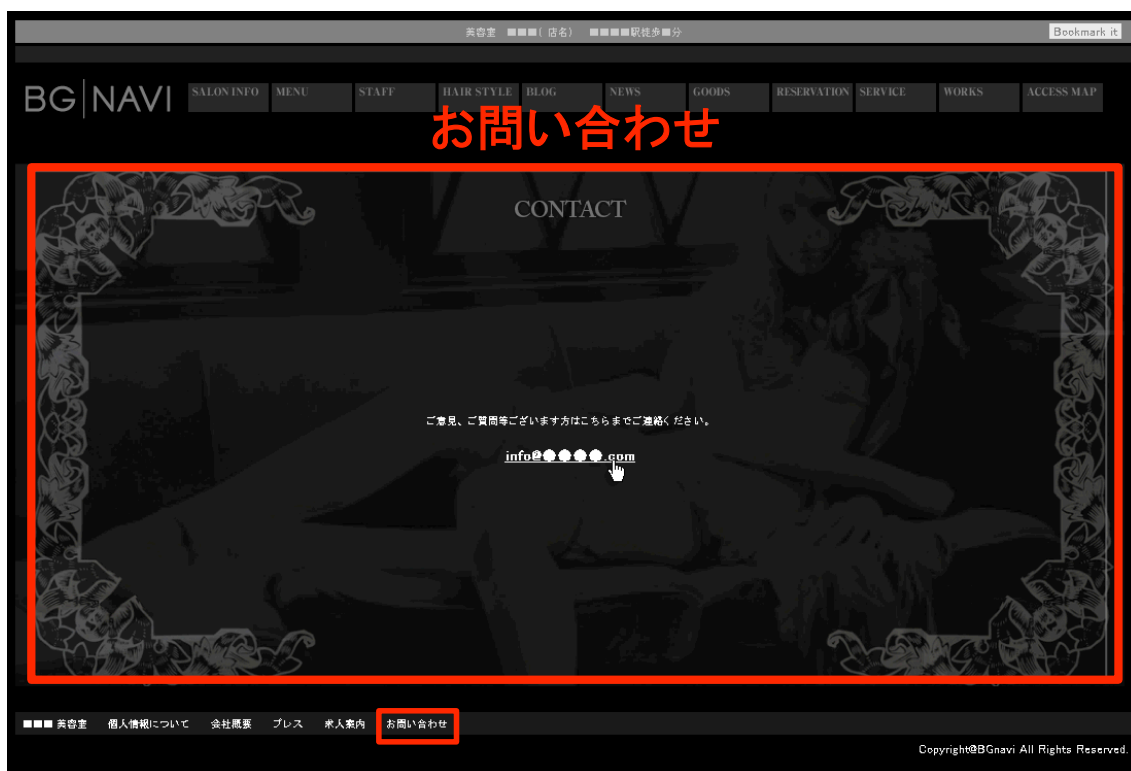 美容室 ■■■( 店名) ■■■■駅徒歩■分
Bookmark it
BG NAVI
SALON INFO MENU STAFF HAIR STYLE BLOG NEWS GOODS RESERVATION SERVICE WORKS ACCESS MAP
お問い合わせ
CONTACT
ご意見、ご質問等ございます方はこちらまでご連絡ください。
info@●●●●.com
■■■ 美容室 個人情報について 会社概要 プレス 求人案内 お問い合わせ
Copyright@BGnavi All Rights Reserved.